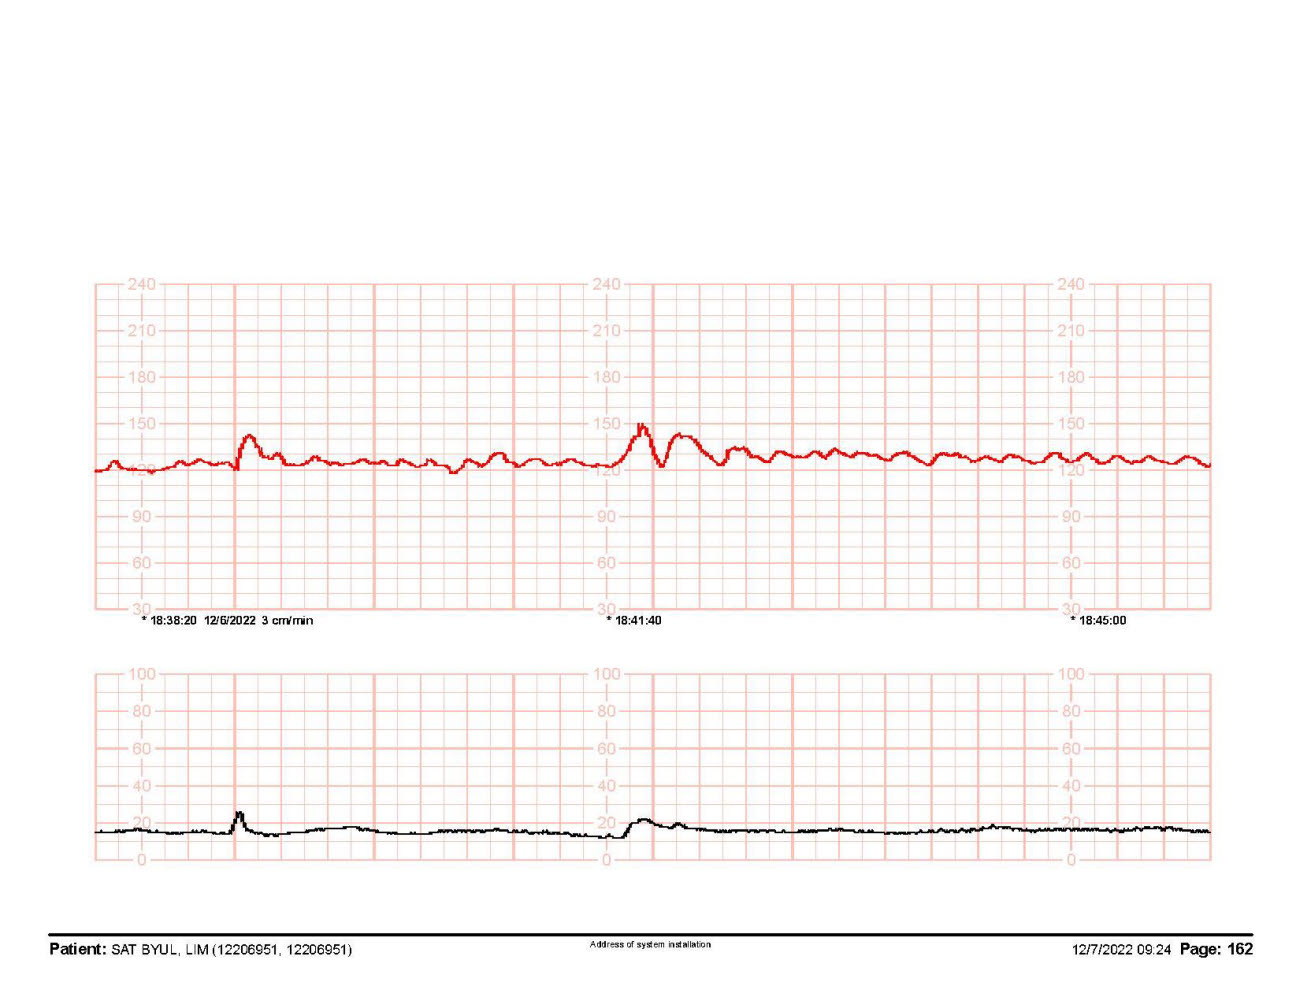 240 240 240
210 210 210
180 180 180
150 150 150
120 120 120
90 90 90
60 60 60
30 30 30
* 18:38:20 12/6/2022 3 cm/min * 18:41:40 * 18:45:00
100 100 100
80 80 80
60 60 60
40 40 40
20 20 20
0 0 0
Patient: SAT BYUL, LIM (12206951, 12206951) Address of system installation 12/7/2022 09:24 Page: 162